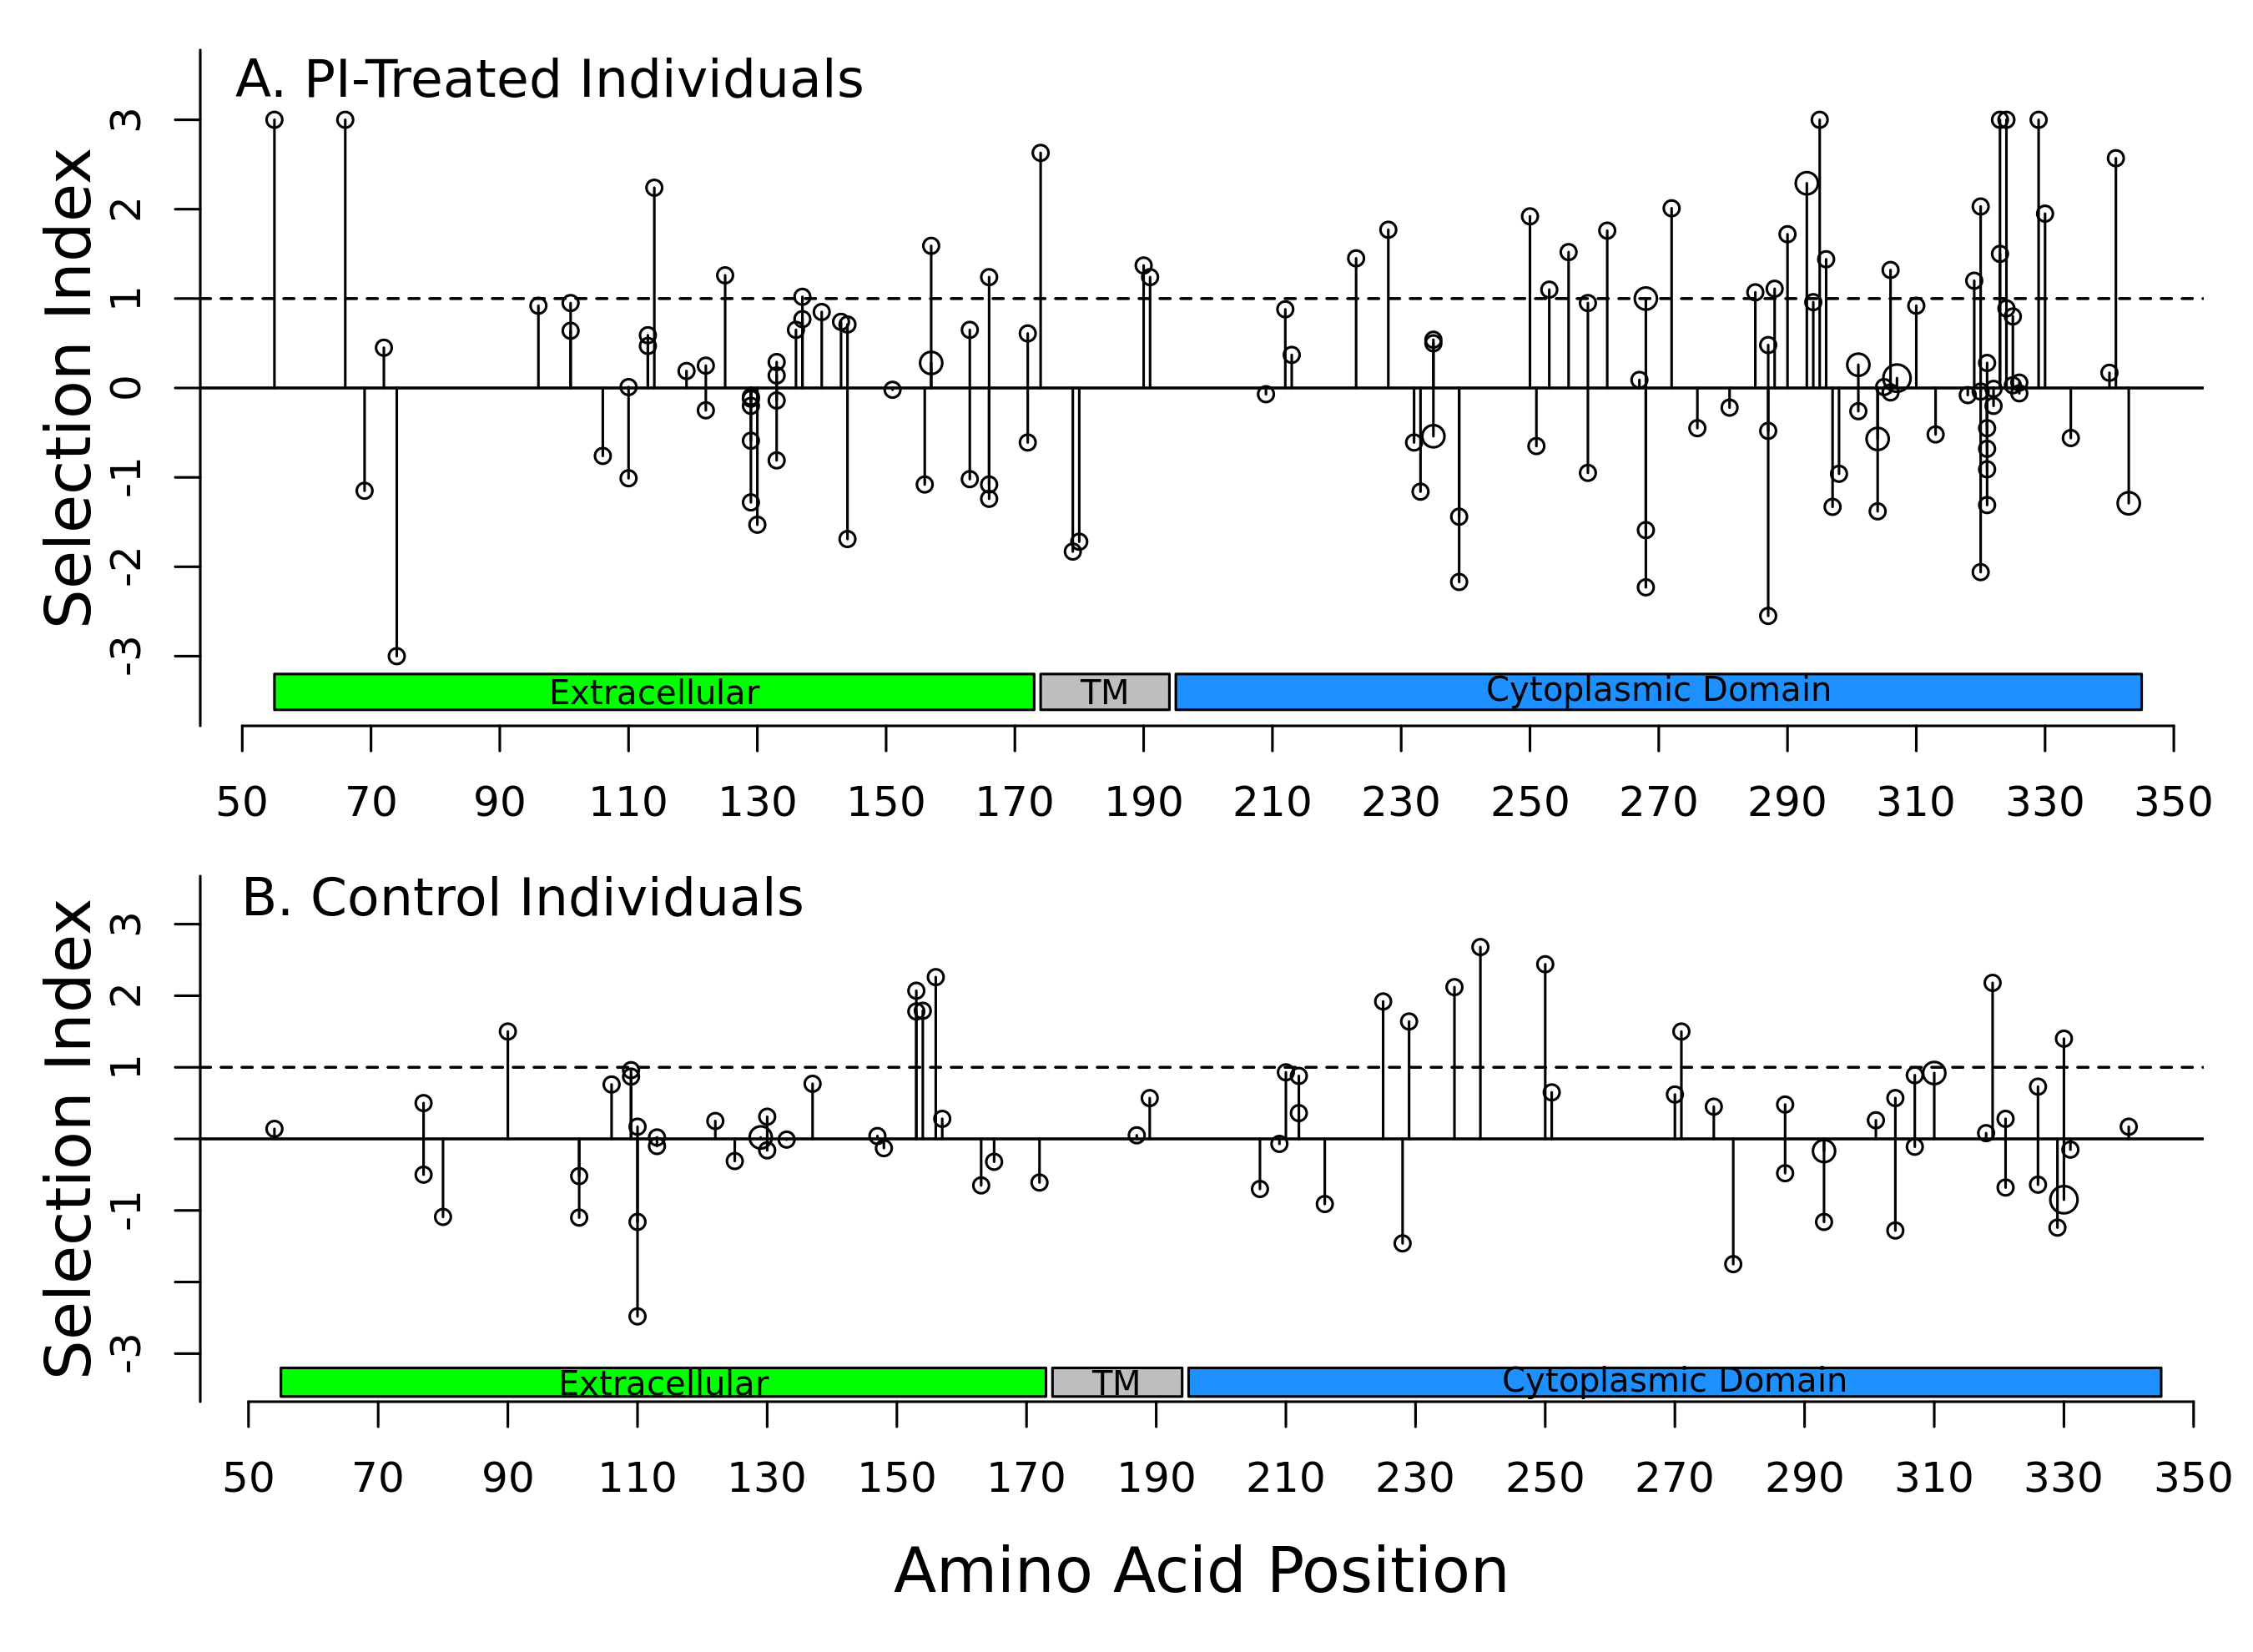 A. PI-Treated Individuals
Selection Index
3
2
1
0
-1
-2
-3
Extracellular
TM
Cytoplasmic Domain
50 70 90 110 130 150 170 190 210 230 250 270 290 310 330 350
B. Control Individuals
Selection Index
3
2
1
-1
-3
Extracellular
TM
Cytoplasmic Domain
50 70 90 110 130 150 170 190 210 230 250 270 290 310 330 350
Amino Acid Position